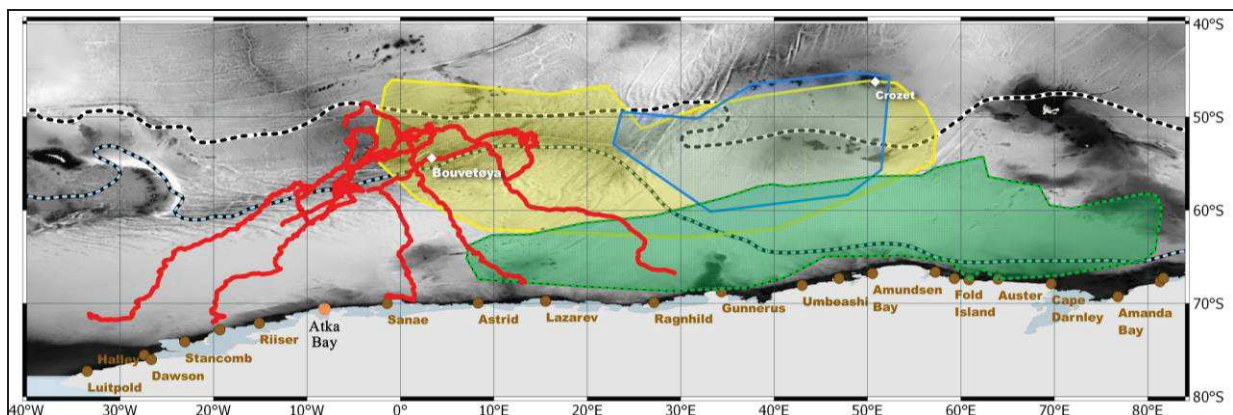 40°S
50°S
Crozet
Bouvetøya
60°S
70°S
Sanae
Astrid
Lazarev
Ragnhild
Gunnerus
Umbeashi
Amundsen
Bay
Fold
Island
Auster
Cape
Darnley
Amanda
Bay
Atka
Bay
Riiser
Stancomb
Halley
Dawson
Luitpold
80°S
40°W
30°W
20°W
10°W
0°
10°E
20°E
30°E
40°E
50°E
60°E
70°E
80°E